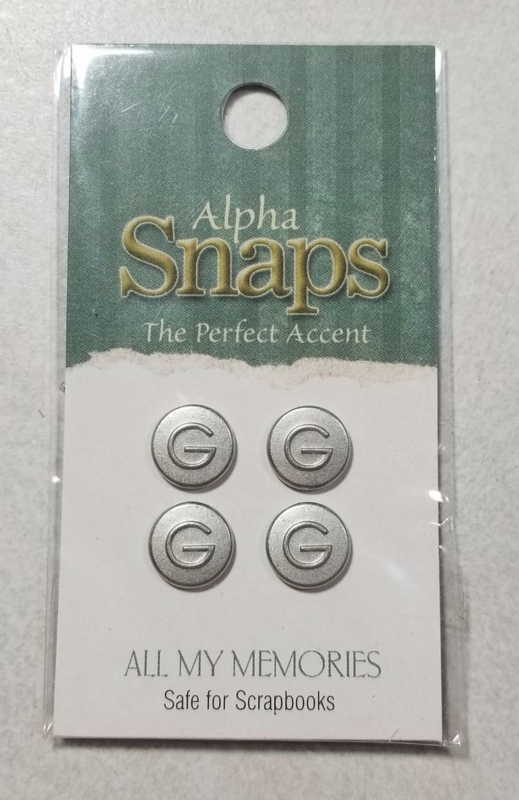 Alpha
Snaps
The Perfect Accent
G G
G G
ALL MY MEMORIES
Safe for Scrapbooks